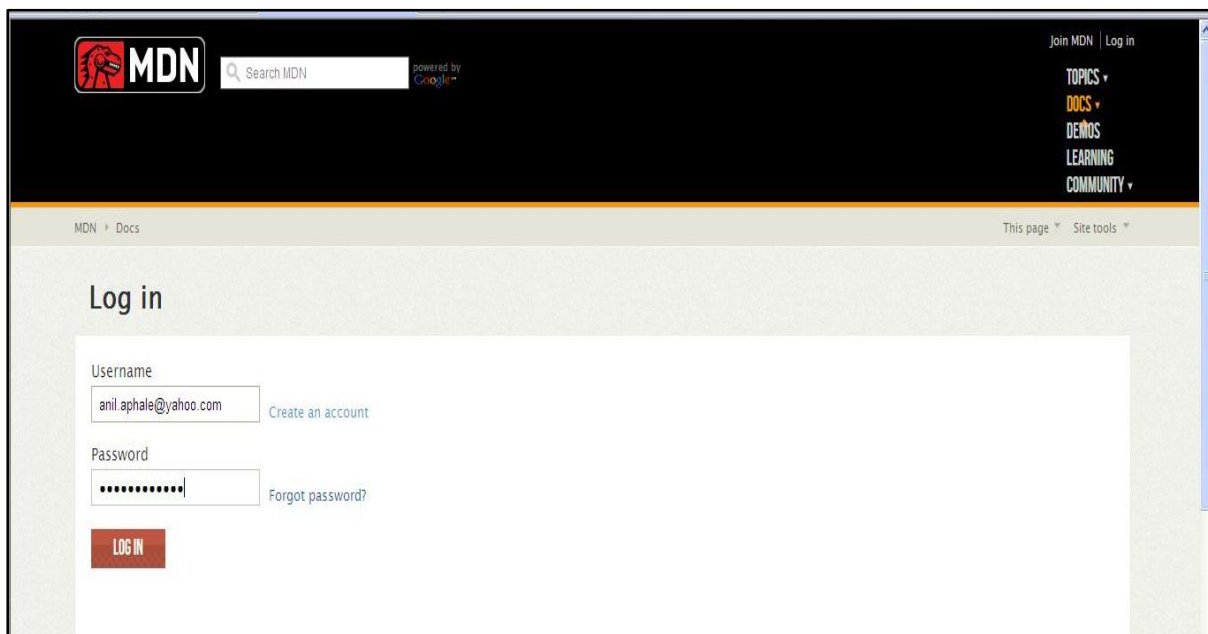 MDN
Search MDN
powered by
Google™
Join MDN | Log in
TOPICS
DOCS
DEMOS
LEARNING
COMMUNITY
MDN Docs
This page Site tools
Log in
Username
anil.aphale@yahoo.com
Create an account
Password
••••••••••••
Forgot password?
LOG IN